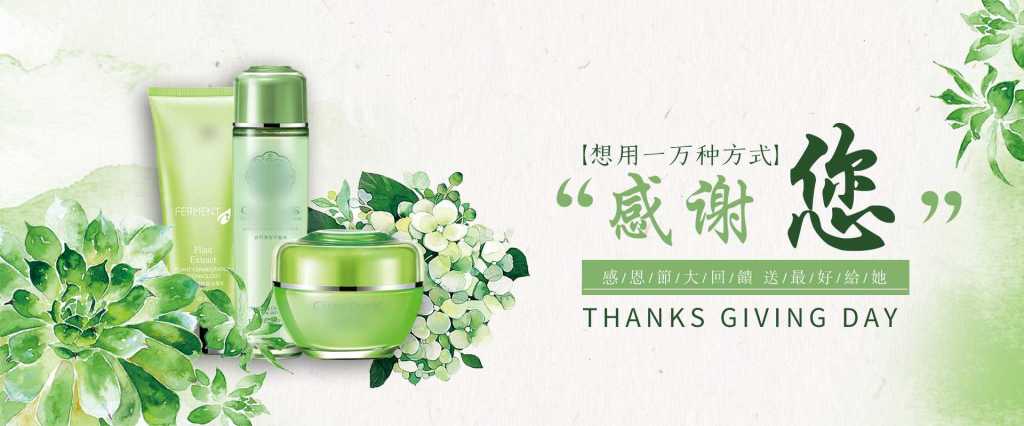 FERMENT
Plant
Extract
【想用一万种方式】
“感谢您”
感/恩/節/大/回/饋 送/最/好/給/她
THANKS GIVING DAY